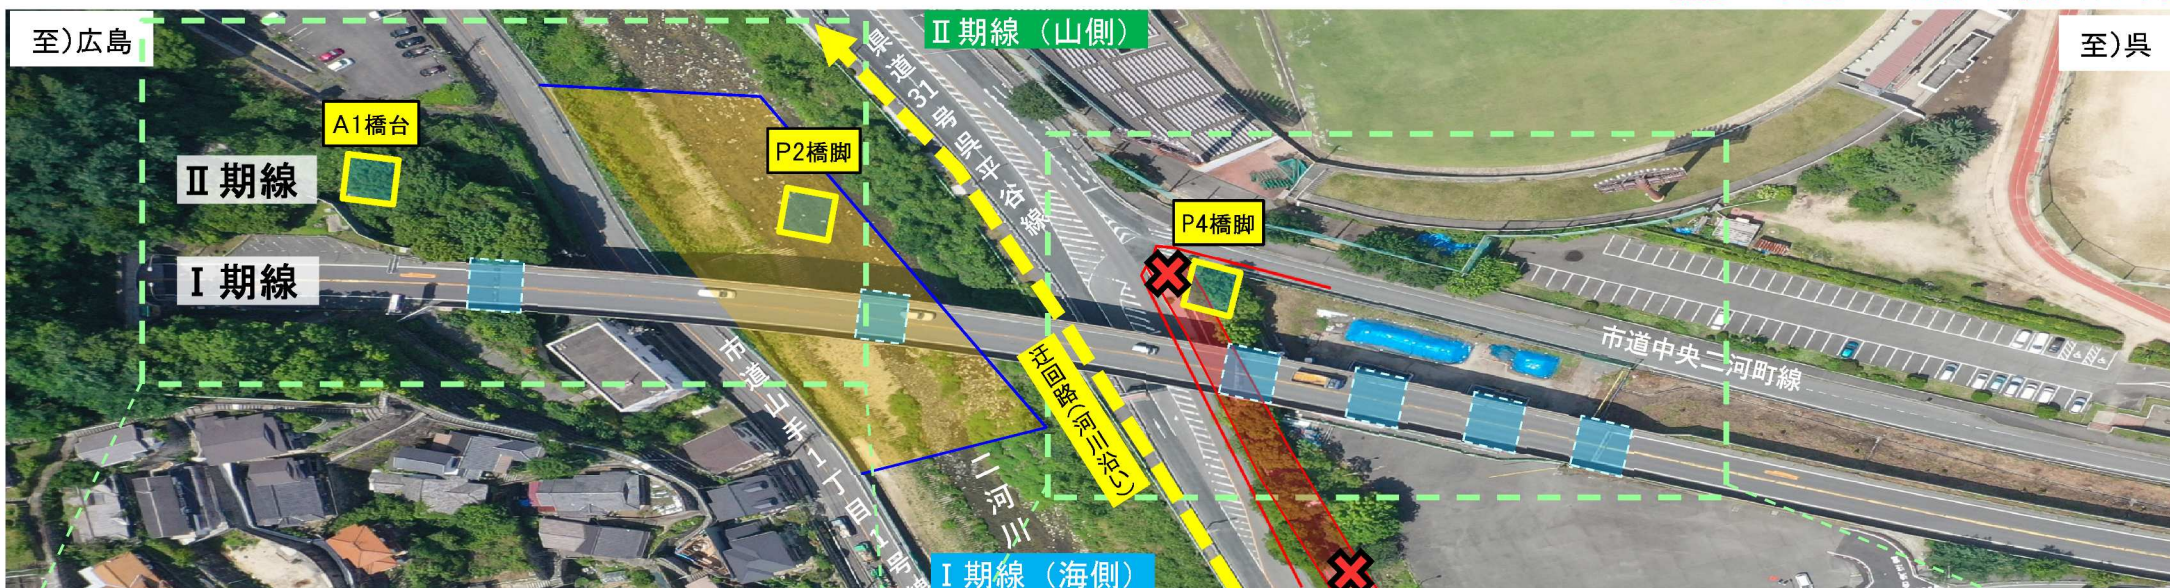 至)広島
Ⅱ期線（山側）
至)呉
A1橋台
P2橋脚
P4橋脚
県道31号呉平谷線
Ⅱ期線
Ⅰ期線
市道中央二河町線
迂回路(河川沿い)
市道山手1丁目1号線
二河川
Ⅰ期線（海側）